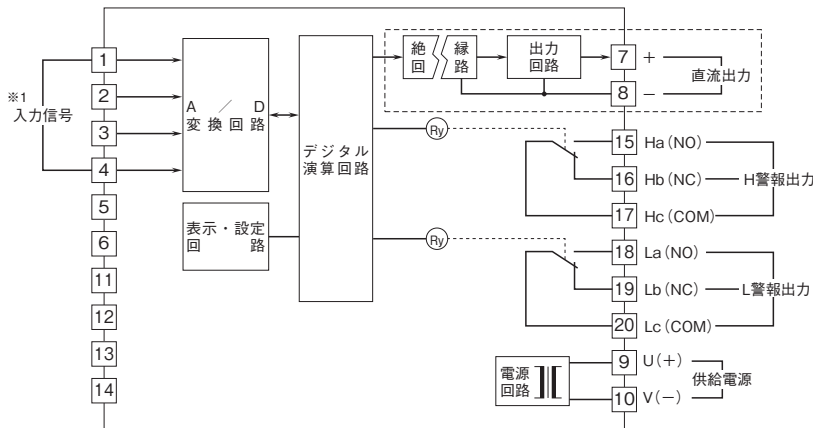 ※1
入力信号
1
2
3
4
5
6
11
12
13
14
A / D
変換回路
表示・設定
回路
デジタル
演算回路
絶縁
回路
出力
回路
Ry
Ry
電源
回路
7 +
8 −
直流出力
15 Ha(NO)
16 Hb(NC)
17 Hc(COM)
H警報出力
18 La(NO)
19 Lb(NC)
20 Lc(COM)
L警報出力
9 U(+)
10 V(−)
供給電源